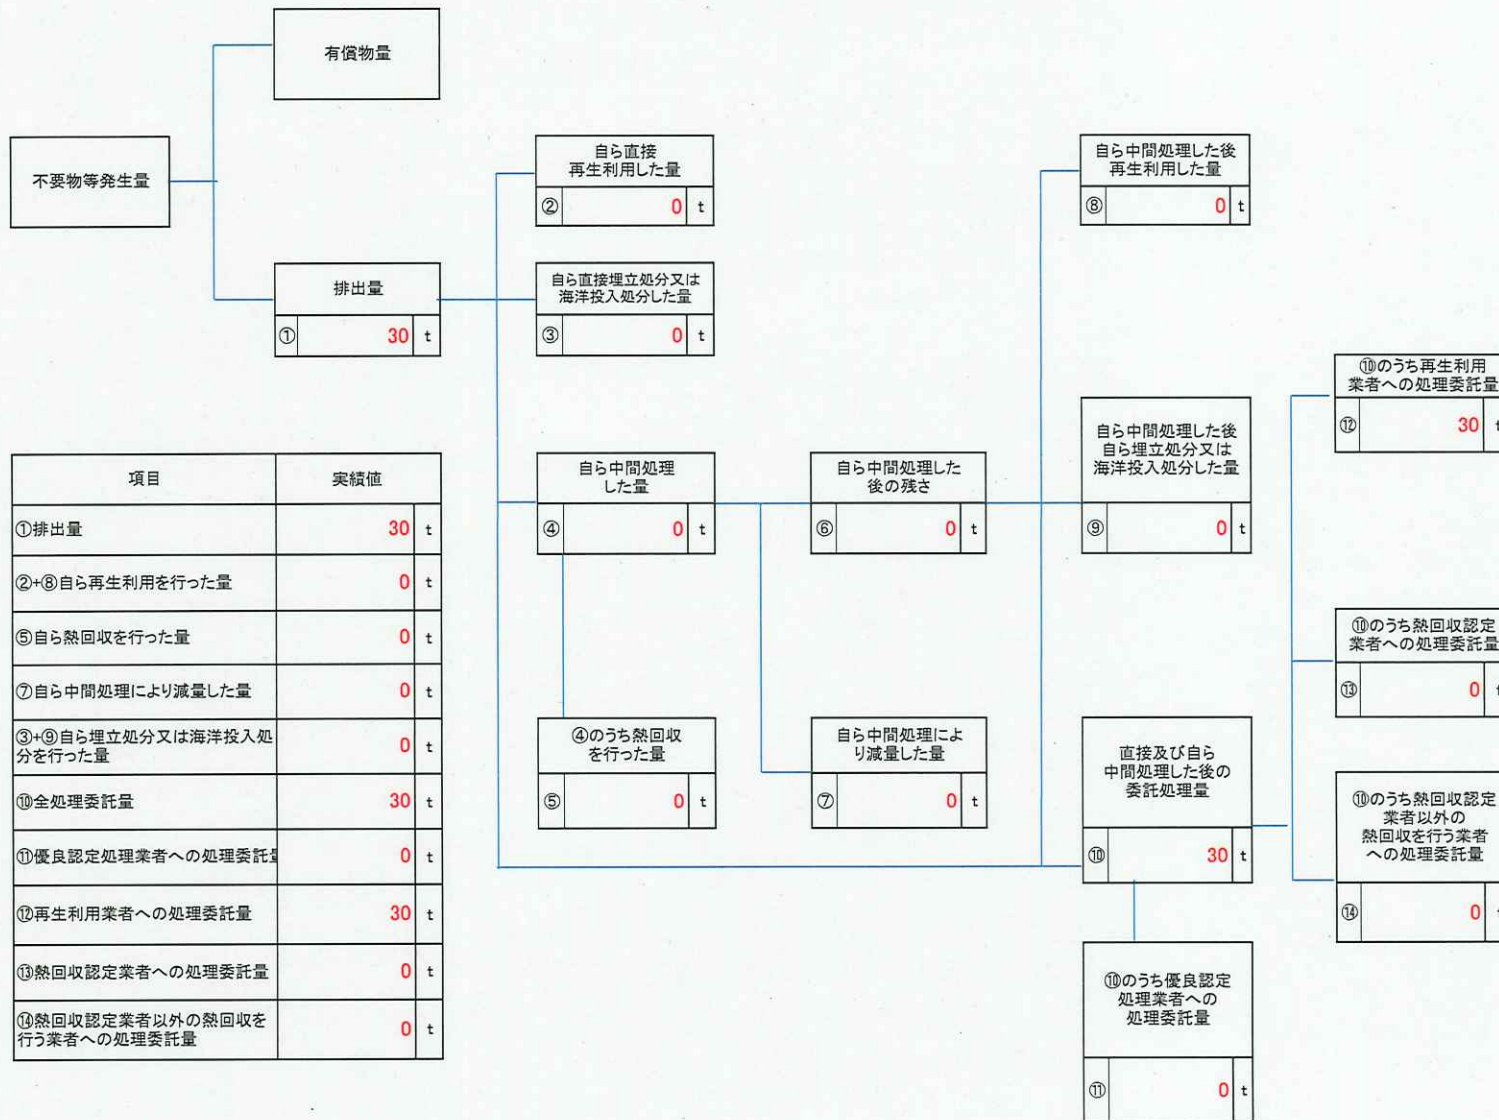 有償物量
不要物等発生量
排出量
① 30 t
自ら直接
再生利用した量
② 0 t
自ら直接埋立処分又は
海洋投入処分した量
③ 0 t
自ら中間処理
した量
④ 0 t
④のうち熱回収
を行った量
⑤ 0 t
自ら中間処理した
後の残さ
⑥ 0 t
自ら中間処理によ
り減量した量
⑦ 0 t
自ら中間処理した後
再生利用した量
⑧ 0 t
自ら中間処理した後
自ら埋立処分又は
海洋投入処分した量
⑨ 0 t
直接及び自ら
中間処理した後の
委託処理量
⑩ 30 t
⑩のうち優良認定
処理業者への
処理委託量
⑪ 0 t
⑩のうち再生利用
業者への処理委託量
⑫ 30 t
⑩のうち熱回収認定
業者への処理委託量
⑬ 0 t
⑩のうち熱回収認定
業者以外の
熱回収を行う業者
への処理委託量
⑭ 0 t
項目 実績値
①排出量 30 t
②+⑧自ら再生利用を行った量 0 t
⑤自ら熱回収を行った量 0 t
⑦自ら中間処理により減量した量 0 t
③+⑨自ら埋立処分又は海洋投入処
分を行った量 0 t
⑩全処理委託量 30 t
⑪優良認定処理業者への処理委託量 0 t
⑫再生利用業者への処理委託量 30 t
⑬熱回収認定業者への処理委託量 0 t
⑭熱回収認定業者以外の熱回収を
行う業者への処理委託量 0 t